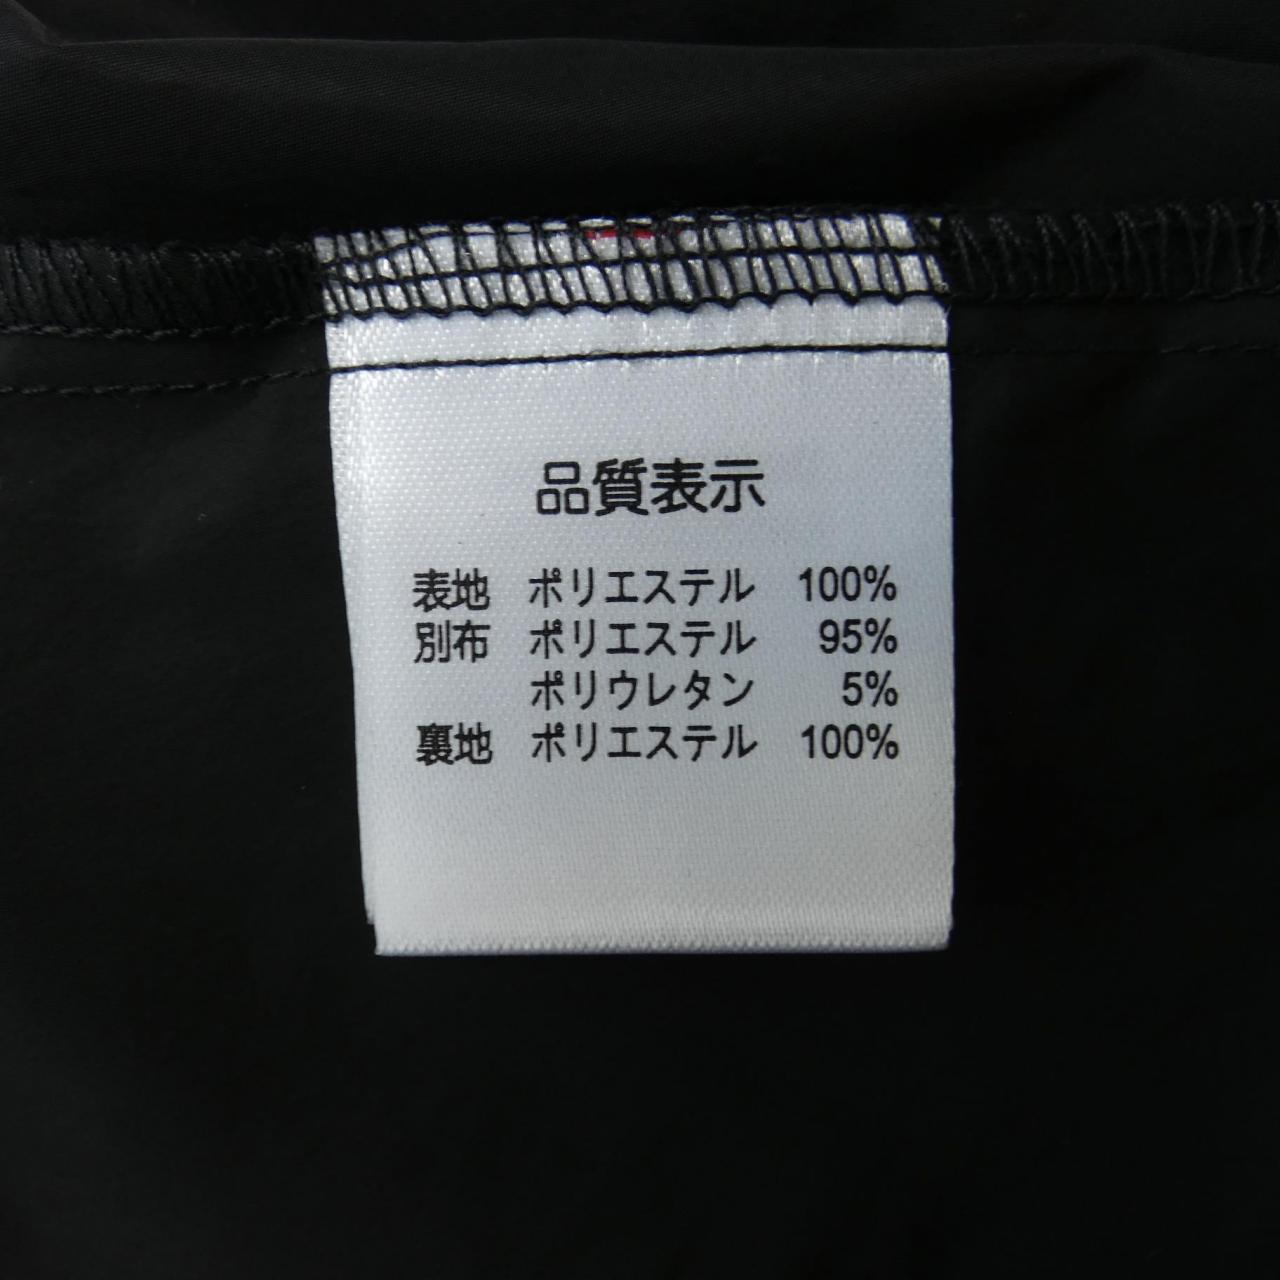 品質表示
表地 ポリエステル 100%
別布 ポリエステル 95%
ポリウレタン 5%
裏地 ポリエステル 100%